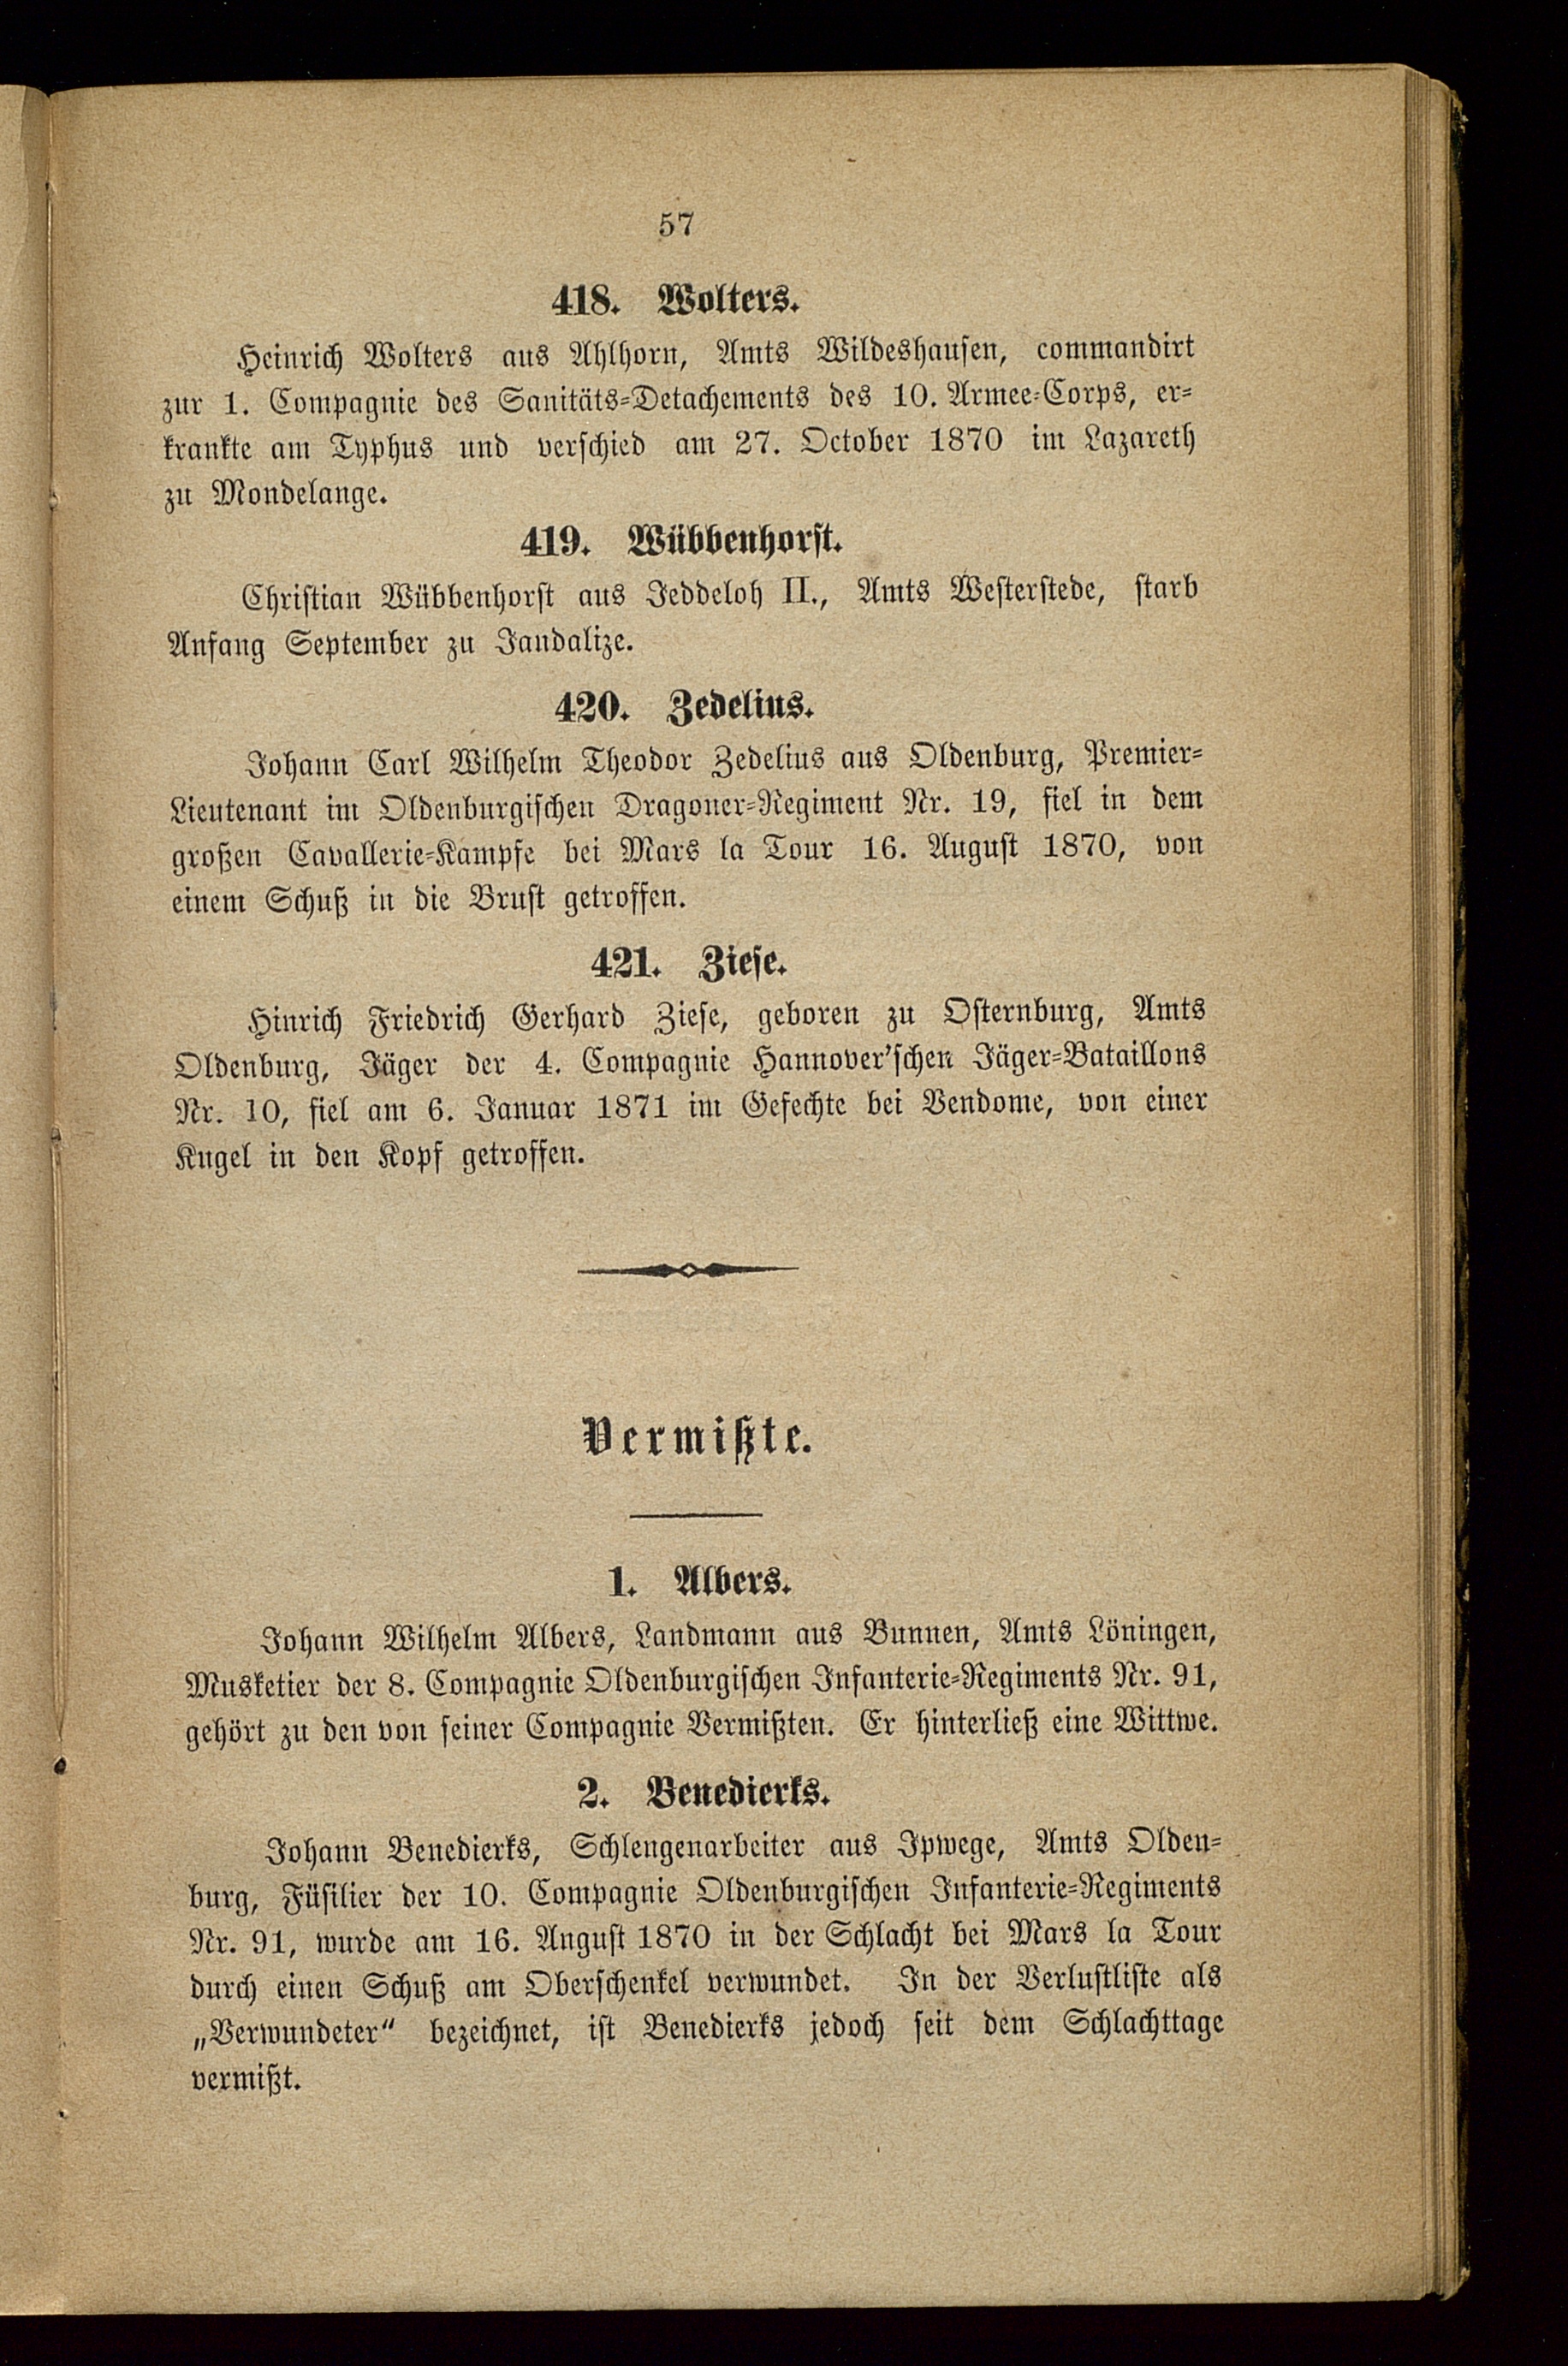 57
418. Wolters.
Heinrich Wolters aus Ahlhorn, Amts Wildeshausen, commandirt
zur 1. Compagnie des Sanitäts-Detachements des 10. Armee-Corps, er-
krankte am Typhus und verschied am 27. October 1870 im Lazareth
zu Mondelange.
419. Wübbenhorst.
Christian Wübbenhorst aus Jeddeloh II., Amts Westerstede, starb
Anfang September zu Jandalize.
420. Zedelius.
Johann Carl Wilhelm Theodor Zedelius aus Oldenburg, Premier-
Lieutenant im Oldenburgischen Dragoner-Regiment Nr. 19, fiel in dem
großen Cavallerie-Kampfe bei Mars la Tour 16. August 1870, von
einem Schuß in die Brust getroffen.
421. Ziese.
Hinrich Friedrich Gerhard Ziese, geboren zu Osternburg, Amts
Oldenburg, Jäger der 4. Compagnie Hannover'schen Jäger-Bataillons
Nr. 10, fiel am 6. Januar 1871 im Gefechte bei Vendome, von einer
Kugel in den Kopf getroffen.
Vermißte.
1. Albers.
Johann Wilhelm Albers, Landmann aus Bunnen, Amts Löningen,
Musketier der 8. Compagnie Oldenburgischen Infanterie-Regiments Nr. 91,
gehört zu den von seiner Compagnie Vermißten. Er hinterließ eine Wittwe.
2. Benedierks.
Johann Benedierks, Schlengenarbeiter aus Ipwege, Amts Olden-
burg, Füsilier der 10. Compagnie Oldenburgischen Infanterie-Regiments
Nr. 91, wurde am 16. August 1870 in der Schlacht bei Mars la Tour
durch einen Schuß am Oberschenkel verwundet. In der Verlustliste als
„Verwundeter“ bezeichnet, ist Benedierks jedoch seit dem Schlachttage
vermißt.